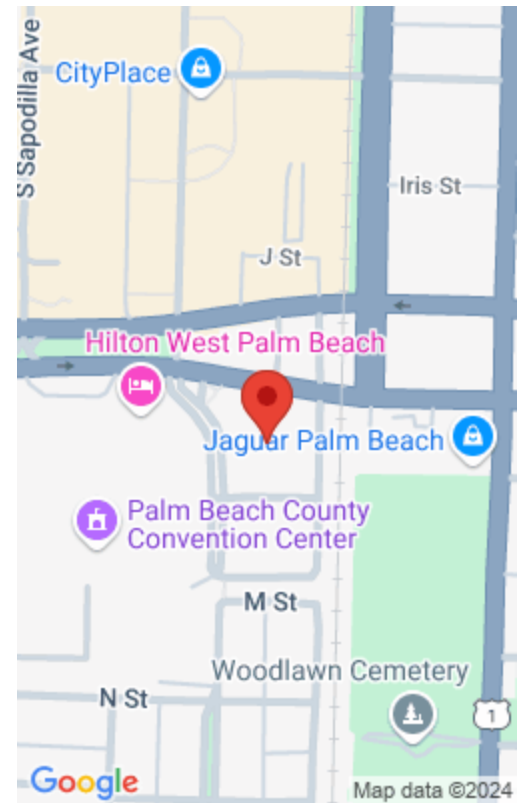 S Sapodilla Ave
CityPlace
Iris St
J St
Hilton West Palm Beach
Jaguar Palm Beach
Palm Beach County
Convention Center
M St
Woodlawn Cemetery
N St
1
Google
Map data ©2024